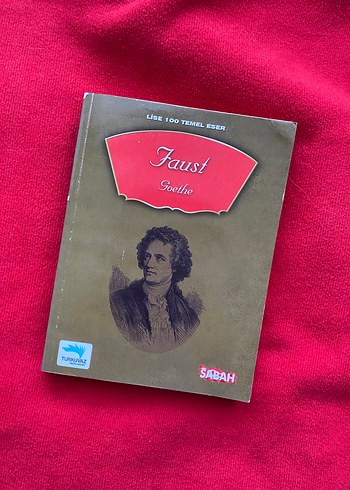 LİSE 100 TEMEL ESER
Faust
Goethe
TURKUVAZ
SABAH